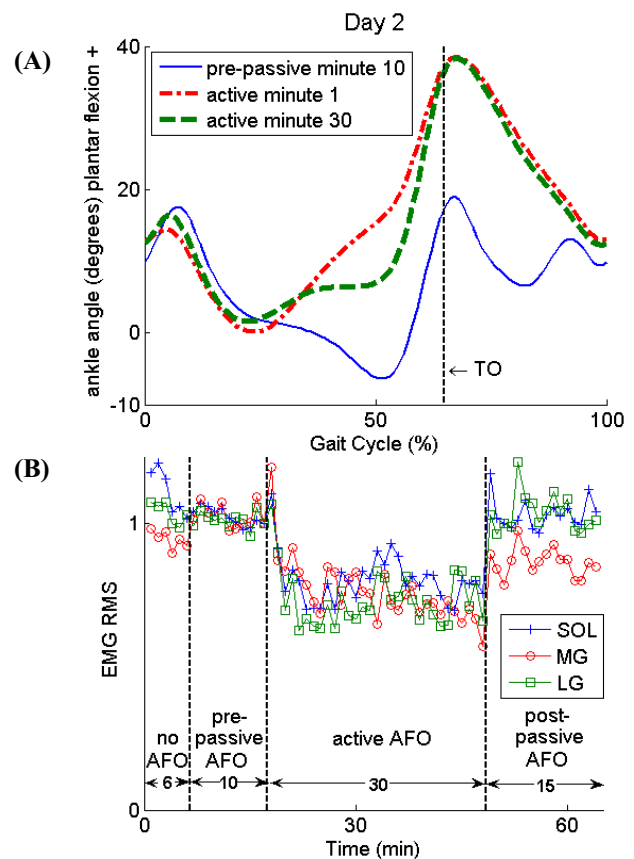 Day 2
(A)
40
20
0
-10
ankle angle (degrees) plantar flexion +
pre-passive minute 10
active minute 1
active minute 30
← TO
0
50
100
Gait Cycle (%)
(B)
1
0
EMG RMS
SOL
MG
LG
no
AFO
6
pre-
passive
AFO
10
active AFO
30
post-
passive
AFO
15
0
30
60
Time (min)